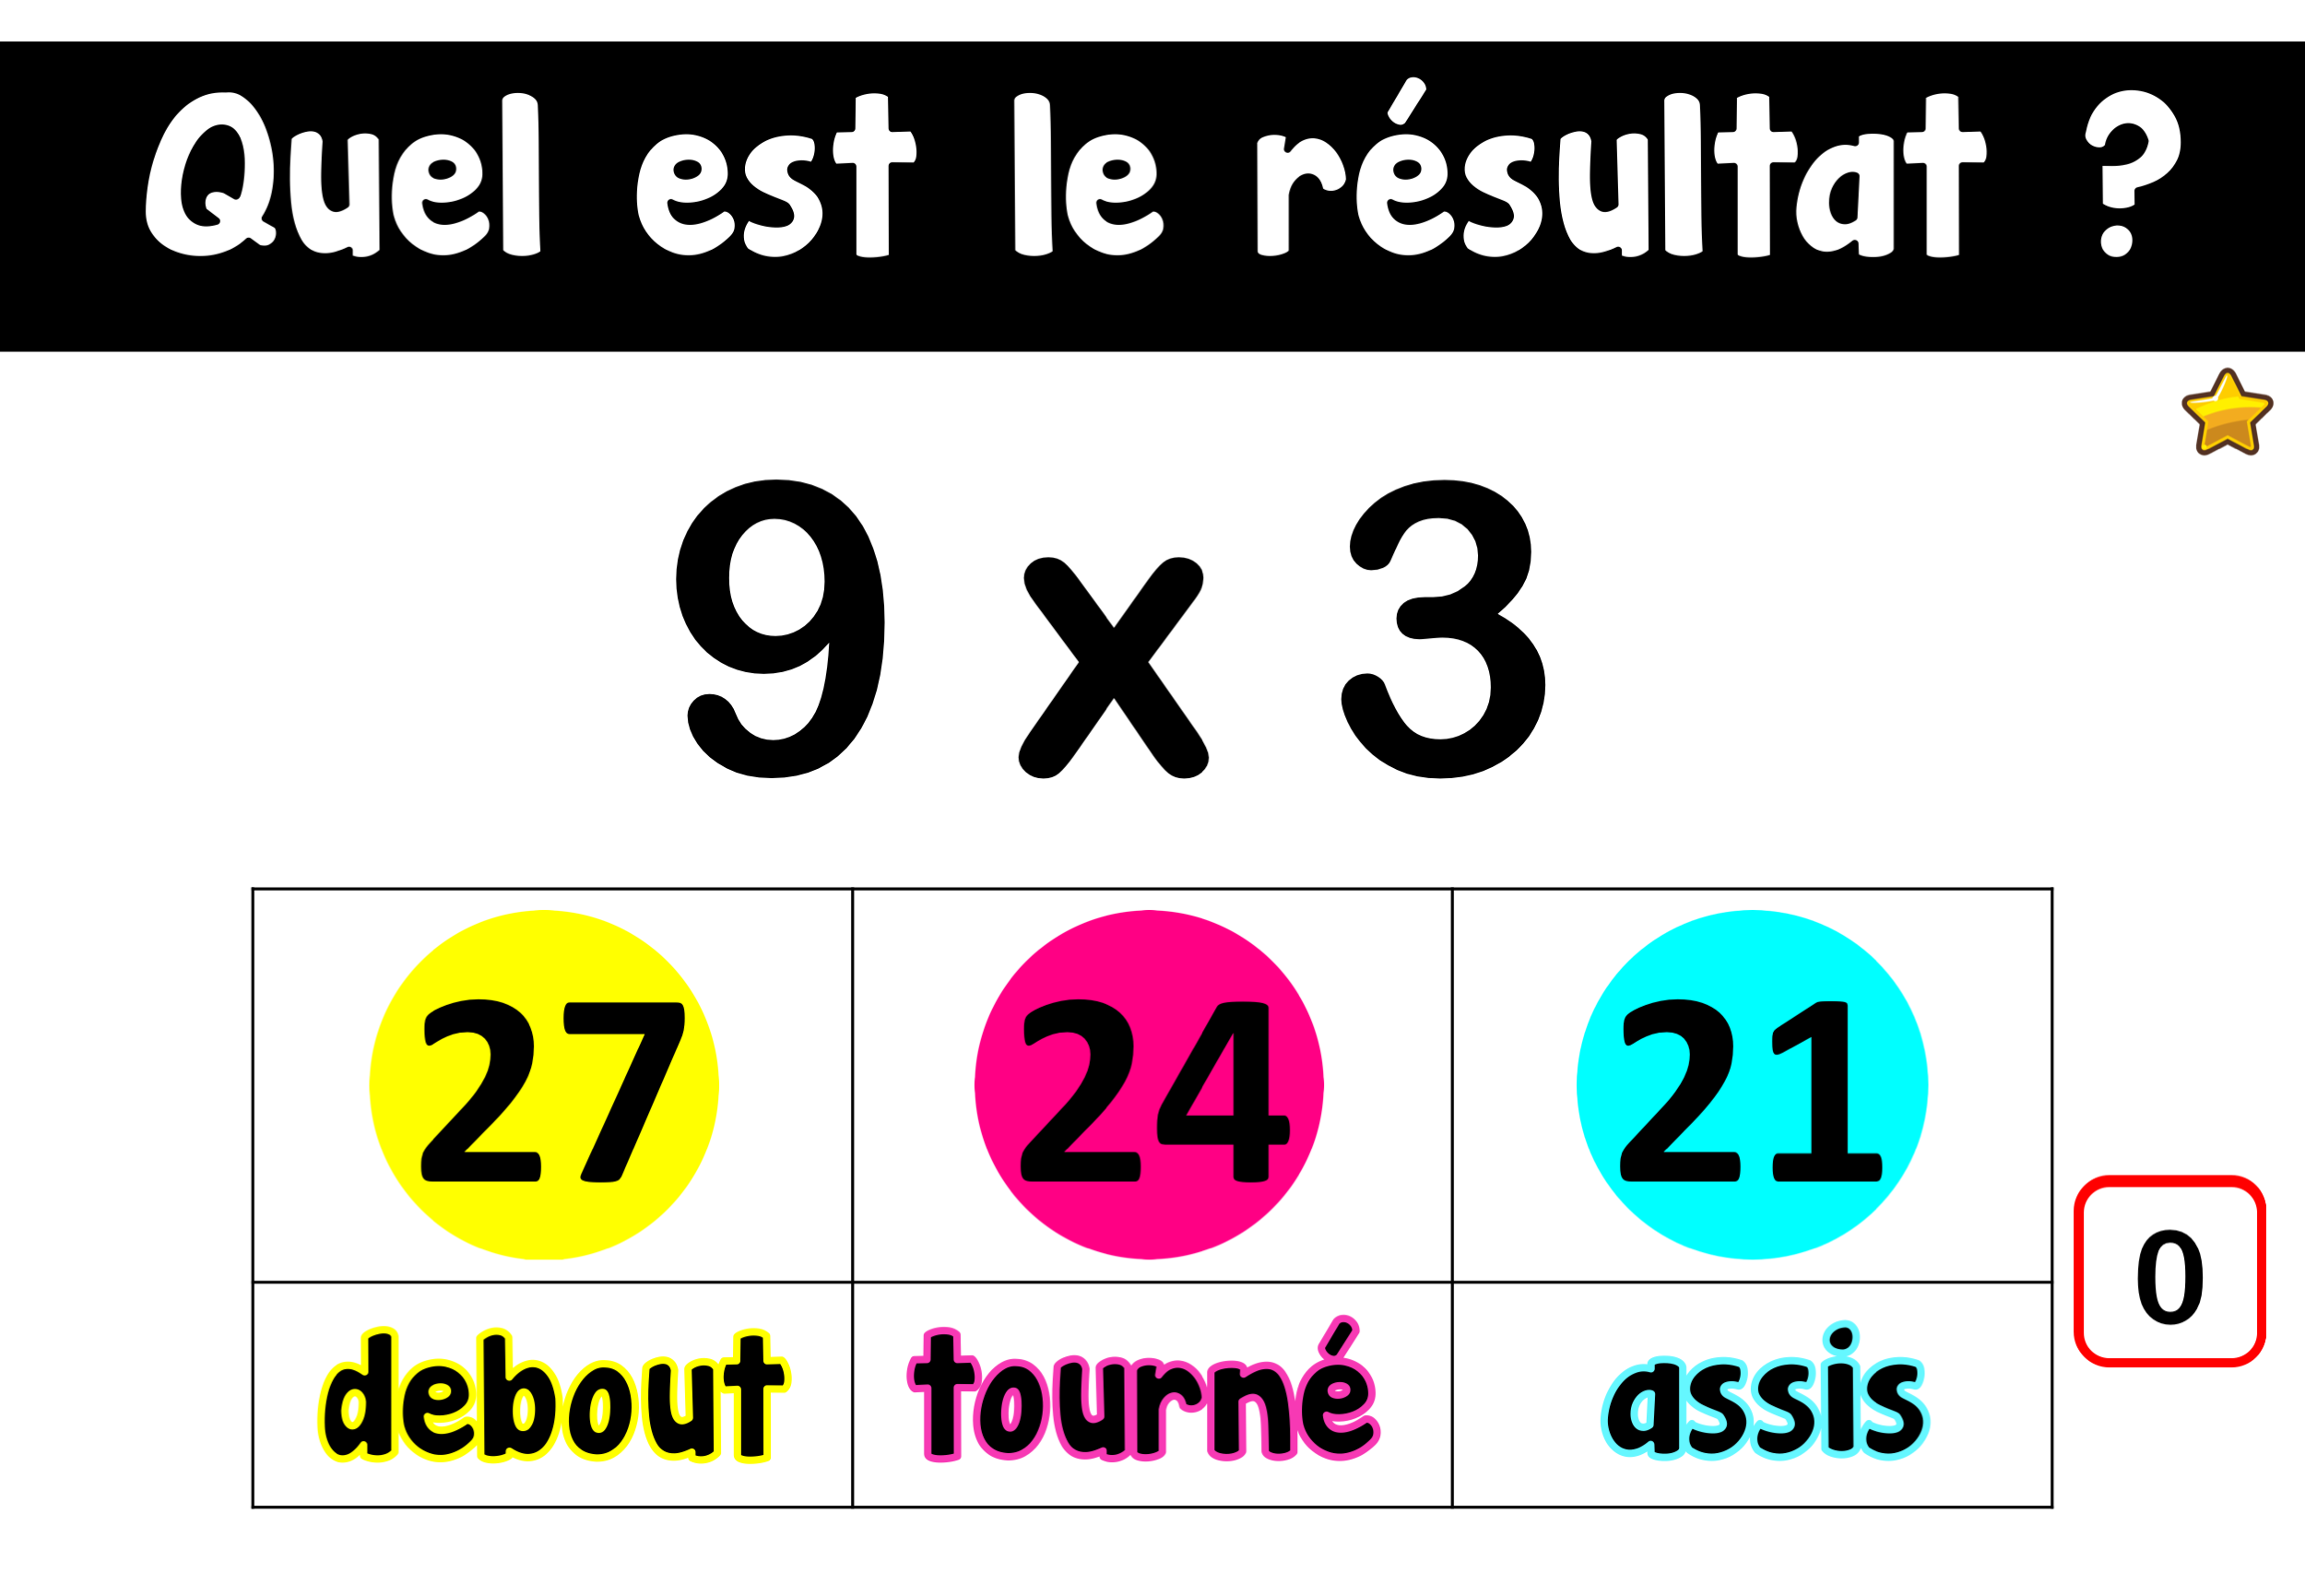 Quel est le résultat ?
9 x 3
27 24 21
0
debout tourné assis